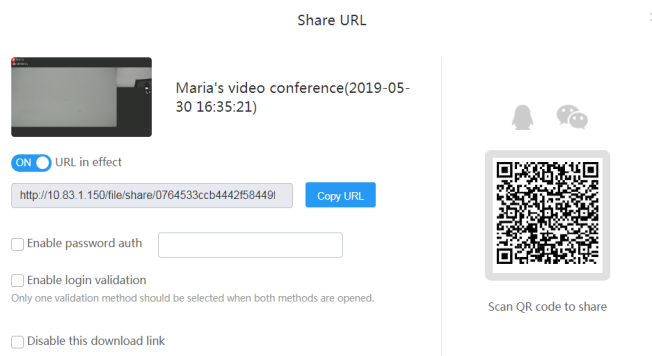 Share URL
Maria's video conference(2019-05-
30 16:35:21)
ON URL in effect
http://10.83.1.150/file/share/0764533ccb4442f58449f
Copy URL
Enable password auth
Enable login validation
Only one validation method should be selected when both methods are opened.
Disable this download link
Scan QR code to share